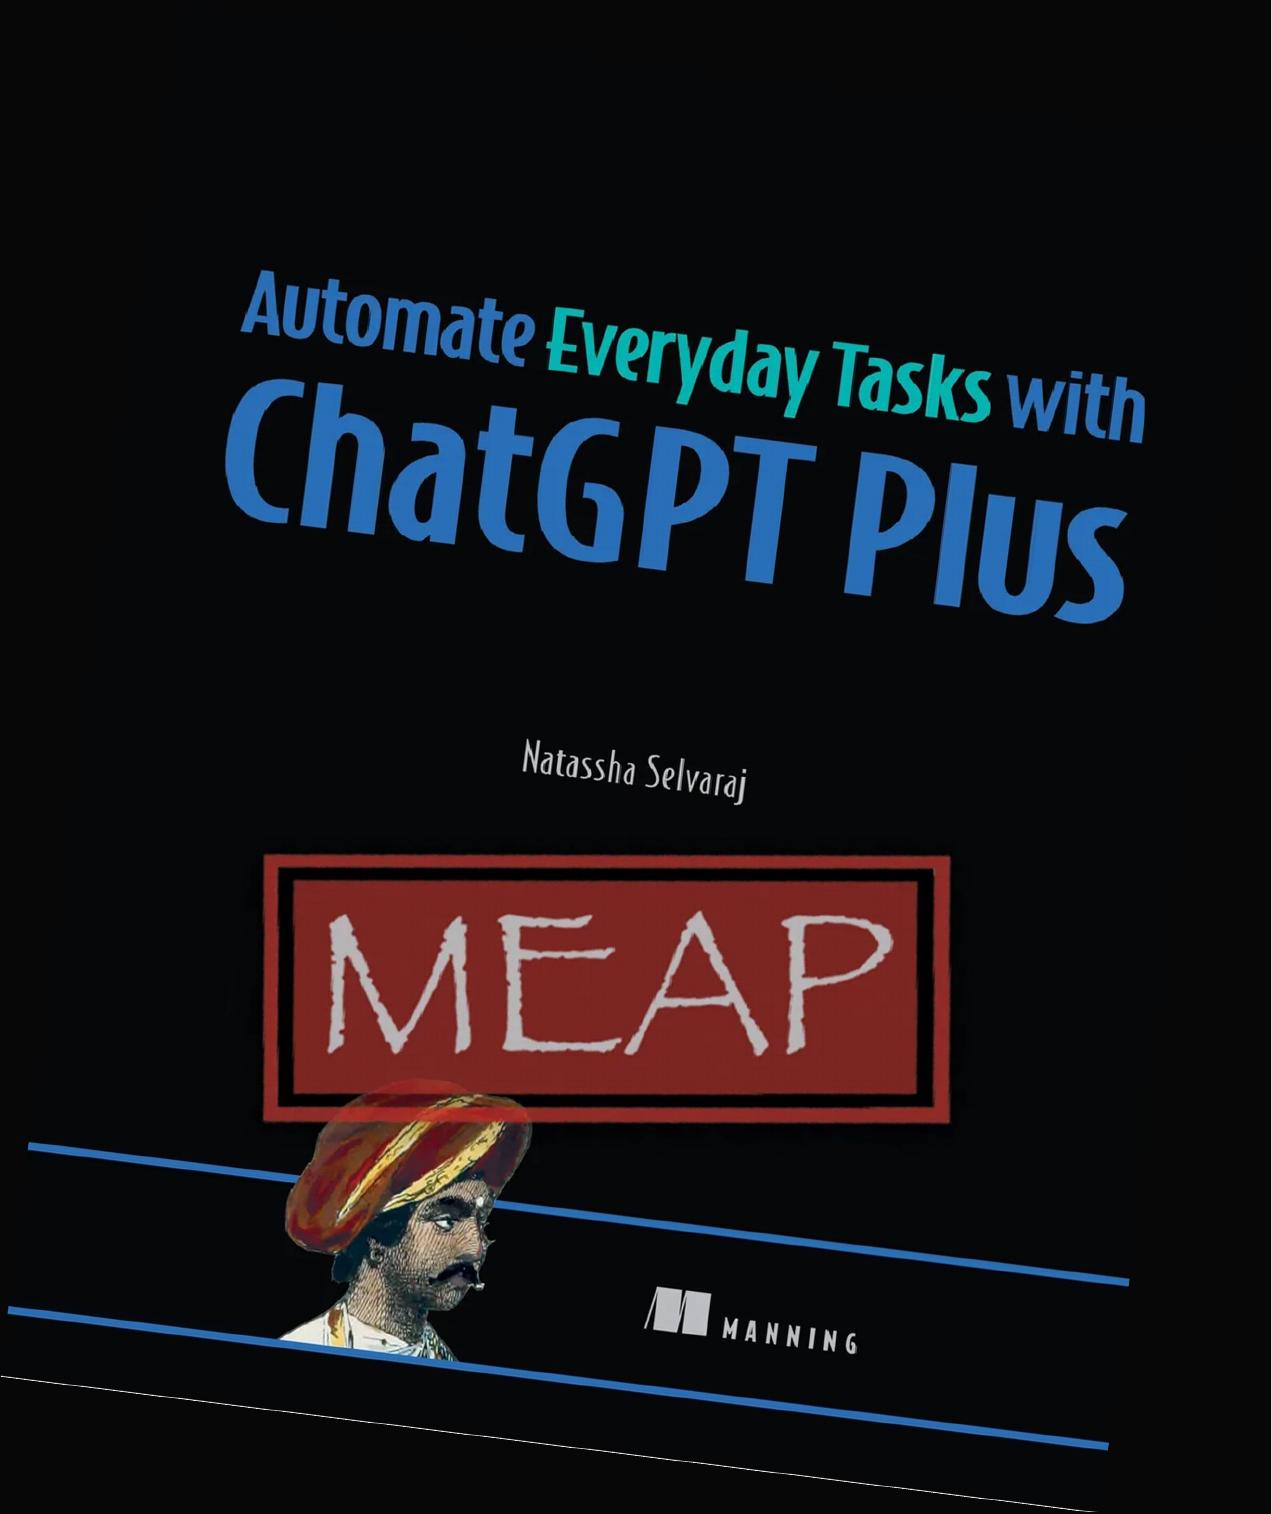 Automate Everyday Tasks with
ChatGPT Plus
Natassha Selvaraj
MEAP
MANNING